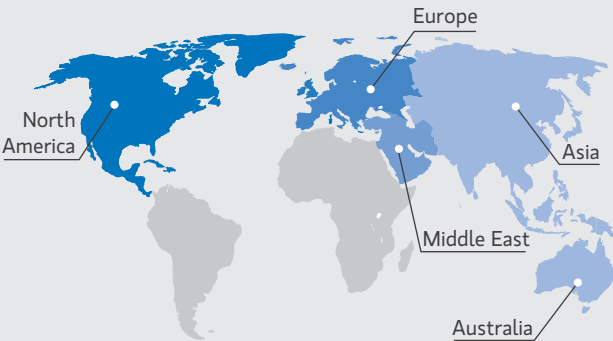 Europe
North
America
Asia
Middle East
Australia